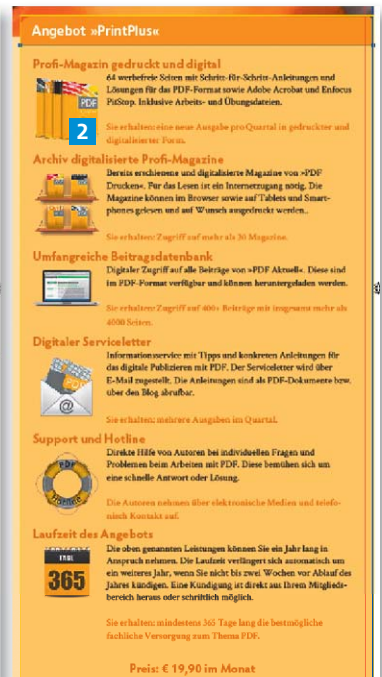 Angebot »PrintPlus«
Profi-Magazin gedruckt und digital
64 werbefreie Seiten mit Schritt-für-Schritt-Anleitungen und
Lösungen für das PDF-Format sowie Adobe Acrobat und Enfocus
PitStop. Inklusive Arbeits- und Übungsdateien.
PDF
2
Sie erhalten: eine neue Ausgabe pro Quartal in gedruckter und
digitalisierter Form.
Archiv digitalisierte Profi-Magazine
Bereits erschienene und digitalisierte Magazine von »PDF
Drucken«. Für das Lesen ist ein Internetzugang nötig. Die
Magazine können im Browser sowie auf Tablets und Smart-
phones gelesen und auf Wunsch ausgedruckt werden..
Sie erhalten: Zugriff auf mehr als 30 Magazine.
Umfangreiche Beitragsdatenbank
Digitaler Zugriff auf alle Beiträge von »PDF Aktuell«. Diese sind
im PDF-Format verfügbar und können heruntergeladen werden.
Sie erhalten: Zugriff auf 400+ Beiträge mit insgesamt mehr als
4000 Seiten.
Digitaler Serviceletter
Informationsservice mit Tipps und konkreten Anleitungen für
das digitale Publizieren mit PDF. Der Serviceletter wird über
E-Mail zugestellt. Die Anleitungen sind als PDF-Dokumente bzw.
über den Blog abrufbar.
PDF
@
Sie erhalten: mehrere Ausgaben im Quartal.
Support und Hotline
Direkte Hilfe von Autoren bei individuellen Fragen und
Problemen beim Arbeiten mit PDF. Diese bemühen sich um
eine schnelle Antwort oder Lösung.
PDF
Hotline
Die Autoren nehmen über elektronische Medien und telefo-
nisch Kontakt auf.
Laufzeit des Angebots
Die oben genannten Leistungen können Sie ein Jahr lang in
Anspruch nehmen. Die Laufzeit verlängert sich automatisch um
ein weiteres Jahr, wenn Sie nicht bis zwei Wochen vor Ablauf des
Jahres kündigen. Eine Kündigung ist direkt aus Ihrem Mitglieds-
bereich heraus oder schriftlich möglich.
TAGE
365
Sie erhalten: mindestens 365 Tage lang die bestmögliche
fachliche Versorgung zum Thema PDF.
Preis: € 19,90 im Monat